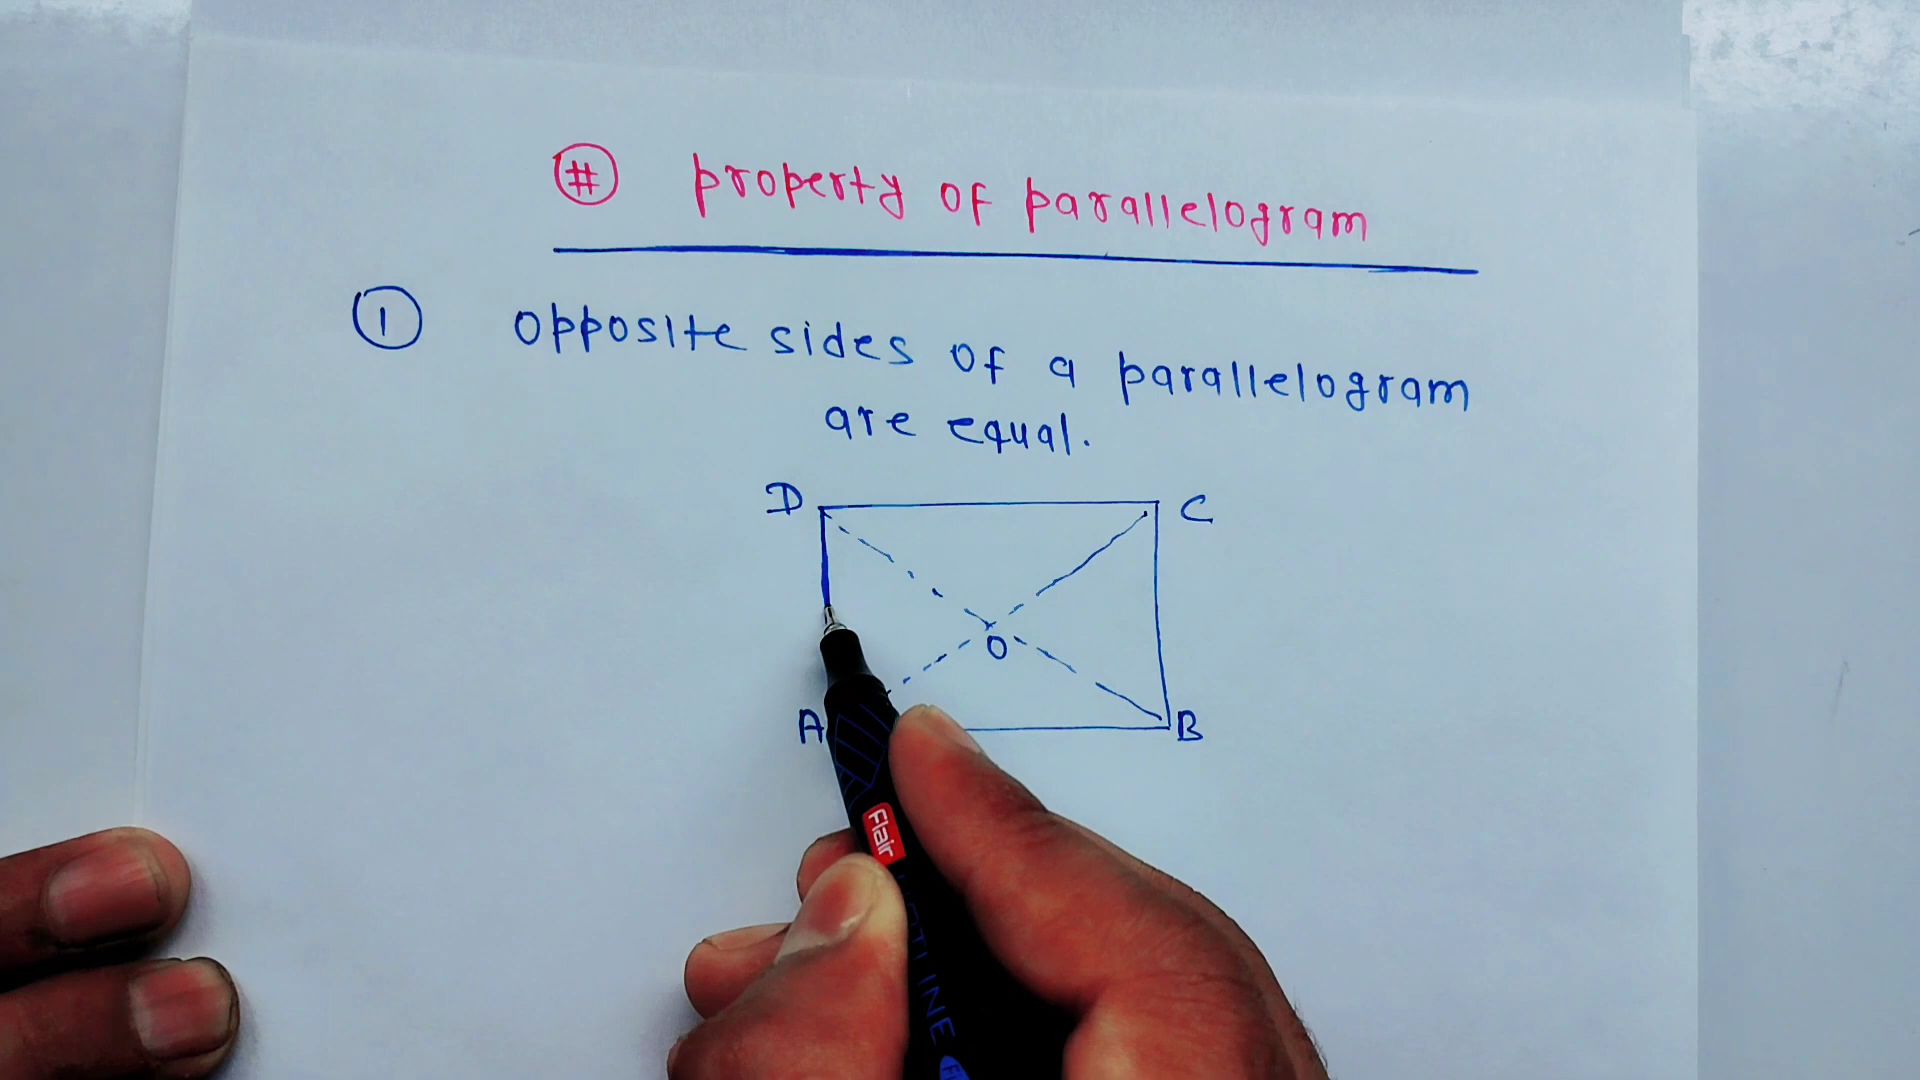 # property of parallelogram
1 opposite sides of a parallelogram
are equal.
D C
O
A B
Flair